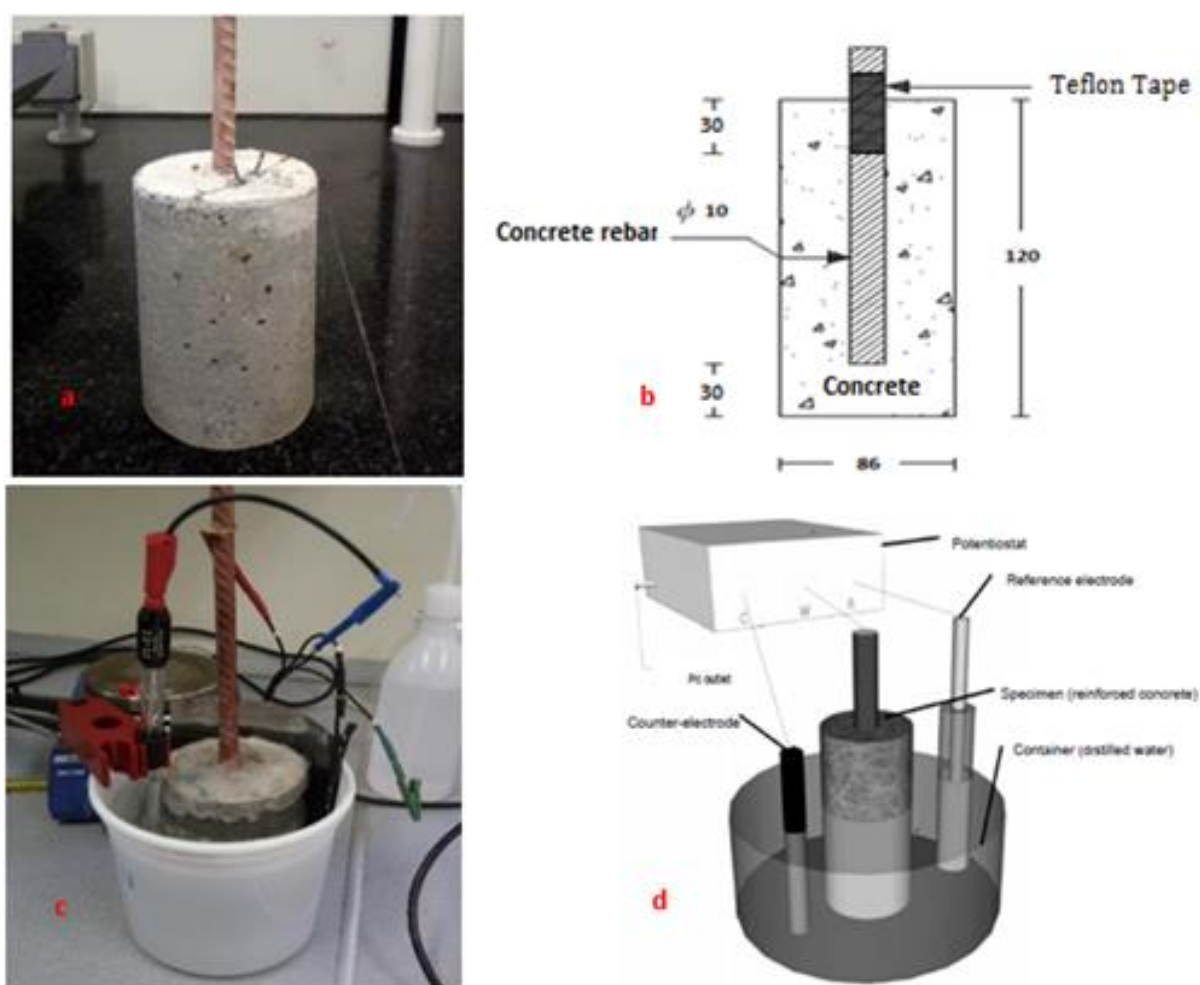 a
Teflon Tape
30
ϕ 10
Concrete rebar
120
30
Concrete
b
86
c
Potentiostat
Reference electrode
C
W
R
Pc outlet
Specimen (reinforced concrete)
Counter-electrode
Container (distilled water)
d